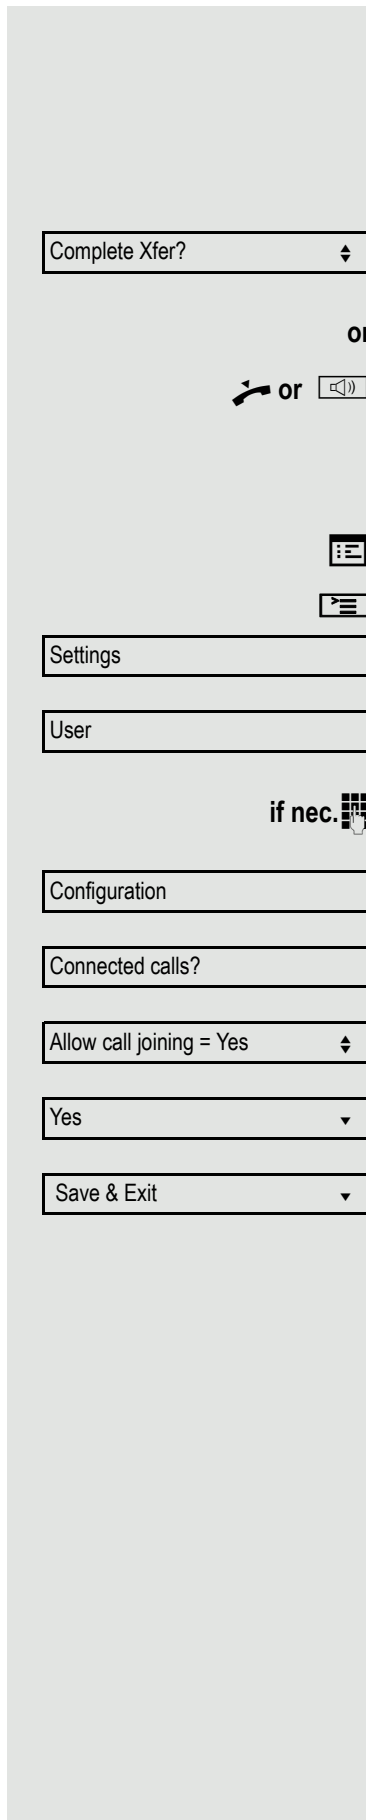 Complete Xfer?
or
or
Settings
User
if nec.
Configuration
Connected calls?
Allow call joining = Yes
Yes
Save & Exit